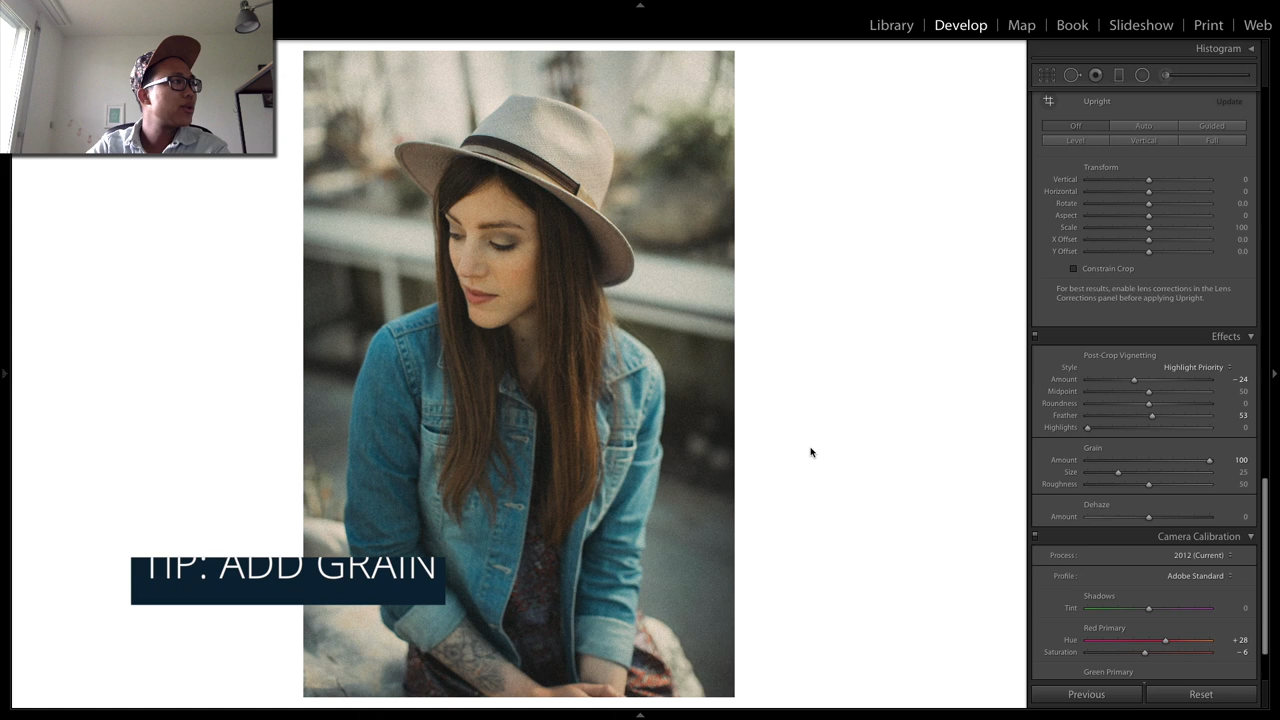 Library | Develop | Map | Book | Slideshow | Print | Web
Histogram
Upright Update
Off Auto Guided
Level Vertical Full
Transform
Vertical 0
Horizontal 0
Rotate 0.0
Aspect 0
Scale 100
X Offset 0.0
Y Offset 0.0
Constrain Crop
For best results, enable lens corrections in the Lens
Corrections panel before applying Upright.
Effects
Post-Crop Vignetting
Style Highlight Priority
Amount – 24
Midpoint 50
Roundness 0
Feather 53
Highlights 0
Grain
Amount 100
Size 25
Roughness 50
Dehaze
Amount 0
Camera Calibration
Process : 2012 (Current)
Profile : Adobe Standard
Shadows
Tint 0
Red Primary
Hue + 28
Saturation – 6
Green Primary
Previous Reset
TIP: ADD GRAIN